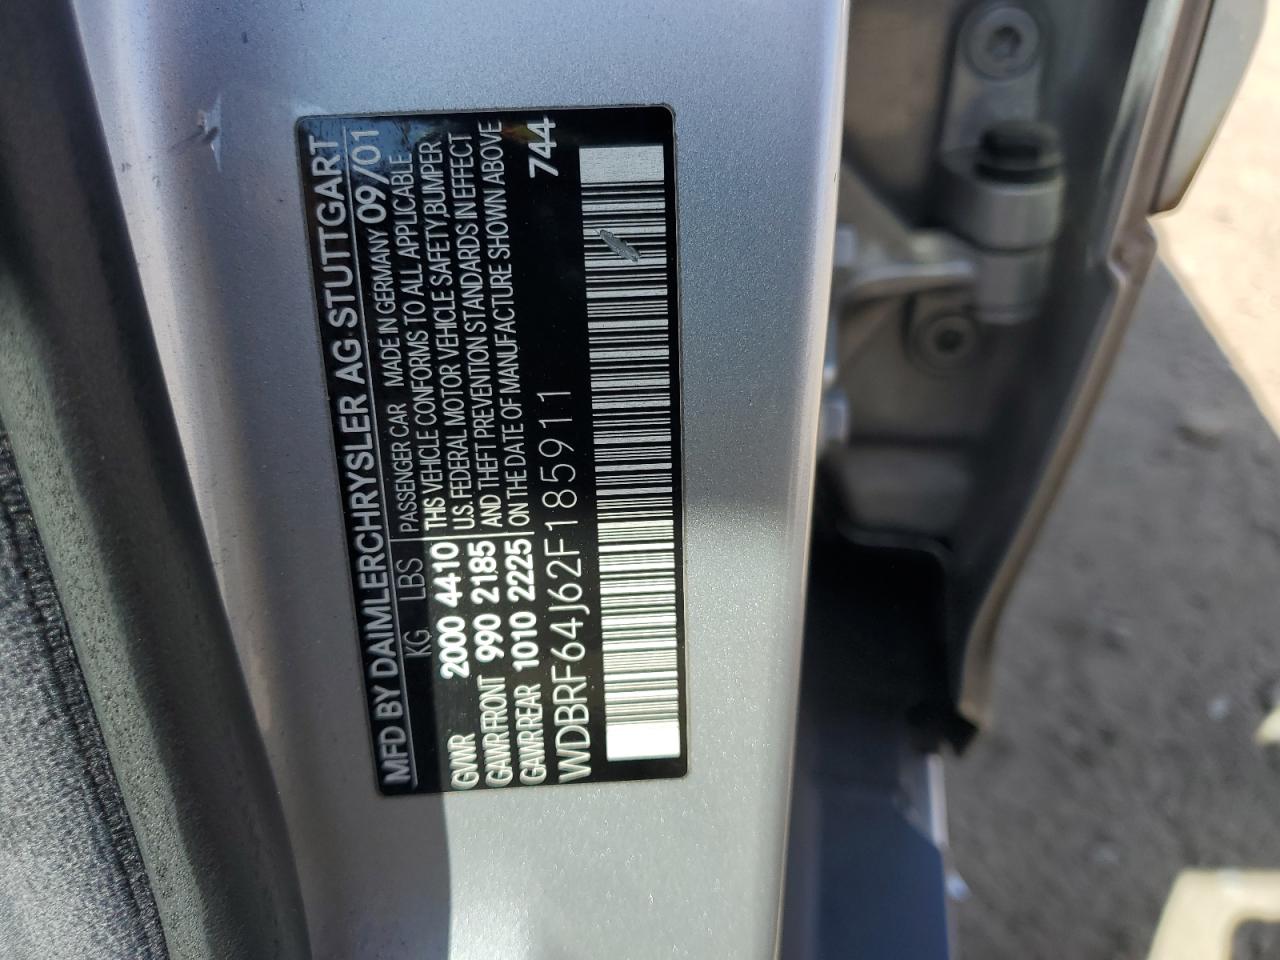 MFD BY DAIMLERCHRYSLER AG·STUTTGART
KG LBS PASSENGER CAR MADE IN GERMANY 09/01
GVWR 2000 4410 THIS VEHICLE CONFORMS TO ALL APPLICABLE
U.S. FEDERAL MOTOR VEHICLE SAFETY,BUMPER
GAWR FRONT 990 2185 AND THEFT PREVENTION STANDARDS IN EFFECT
GAWR REAR 1010 2225 ON THE DATE OF MANUFACTURE SHOWN ABOVE
WDBRF64J62F185911 744